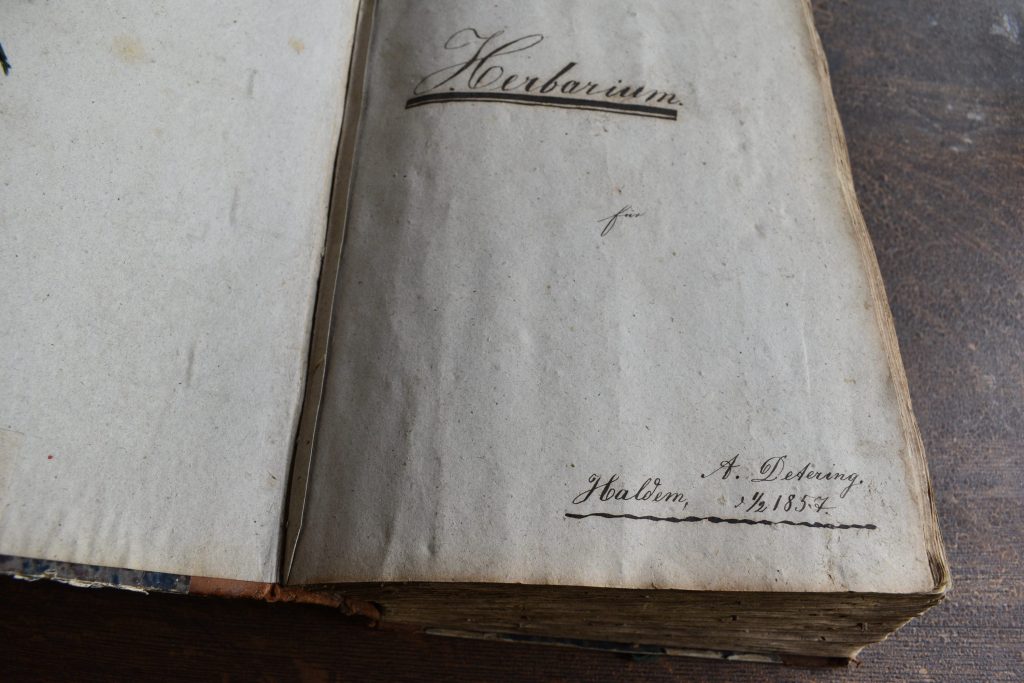 Herbarium.
für
A. Detering.
Haldem, 1/2 1857.